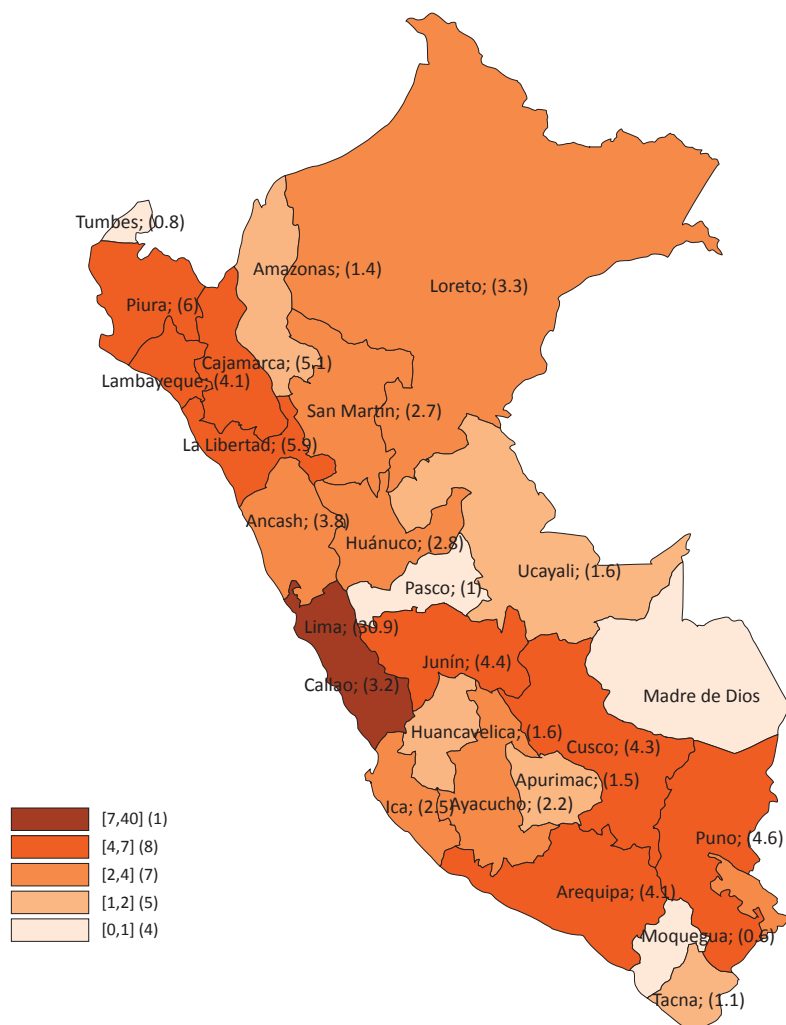 Tumbes; (0.8)
Amazonas; (1.4)
Loreto; (3.3)
Piura; (6)
Cajamarca; (5.1)
Lambayeque; (4.1)
San Martín; (2.7)
La Libertad; (5.9)
Ancash; (3.8)
Huánuco; (2.8)
Ucayali; (1.6)
Pasco; (1)
Lima; (30.9)
Junín; (4.4)
Callao; (3.2)
Madre de Dios
Huancavelica; (1.6)
Cusco; (4.3)
Apurimac; (1.5)
Ica; (2.5)
Ayacucho; (2.2)
Puno; (4.6)
Arequipa; (4.1)
Moquegua; (0.6)
Tacna; (1.1)
[7,40] (1)
[4,7] (8)
[2,4] (7)
[1,2] (5)
[0,1] (4)